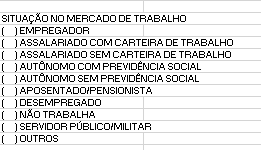 SITUAÇÃO NO MERCADO DE TRABALHO
( ) EMPREGADOR
( ) ASSALARIADO COM CARTEIRA DE TRABALHO
( ) ASSALARIADO SEM CARTEIRA DE TRABALHO
( ) AUTÔNOMO COM PREVIDÊNCIA SOCIAL
( ) AUTÔNOMO SEM PREVIDÊNCIA SOCIAL
( ) APOSENTADO/PENSIONISTA
( ) DESEMPREGADO
( ) NÃO TRABALHA
( ) SERVIDOR PÚBLICO/MILITAR
( ) OUTROS